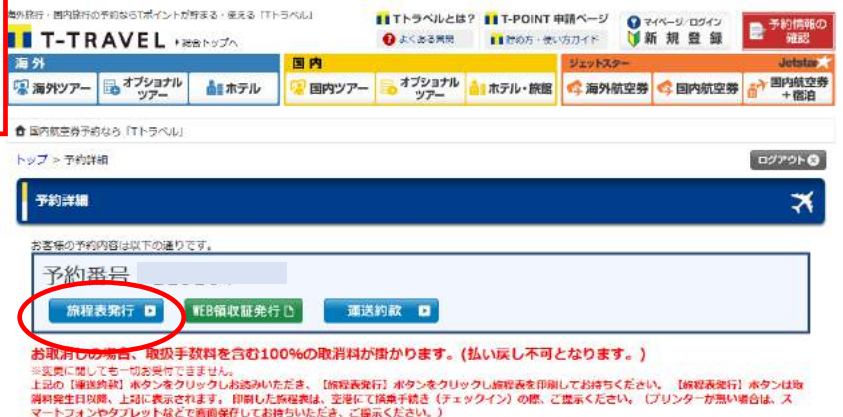 海外旅行・国内旅行の予約ならTポイントが貯まる・使える「Tトラベル」
T-TRAVEL 総合トップへ
Tトラベルとは？ T-POINT 申請ページ
よくある質問 貯め方・使い方ガイド
マイページ/ログイン
新規登録
予約情報の
確認
海外 国内 ジェットスター Jetstar
海外ツアー オプショナル
ツアー ホテル 国内ツアー オプショナル
ツアー ホテル・旅館 海外航空券 国内航空券 国内航空券
+宿泊
国内航空券予約なら「Tトラベル」
トップ > 予約詳細 ログアウト
予約詳細
お客様の予約内容は以下の通りです。
予約番号
旅程表発行 WEB領収証発行 運送約款
お取消しの場合、取扱手数料を含む100%の取消料が掛かります。(払い戻し不可となります。)
※変更に関しても一切お受付できません。
上記の【運送約款】ボタンをクリックしお読みいただき、【旅程表発行】ボタンをクリックし旅程表を印刷してお持ちください。 【旅程表発行】ボタンは取
消料発生日以降、上記に表示されます。 印刷した旅程表は、空港にて搭乗手続き（チェックイン）の際、ご提示ください。（プリンターが無い場合は、ス
マートフォンやタブレットなどで画面保存してお持ちいただき、ご提示ください。）